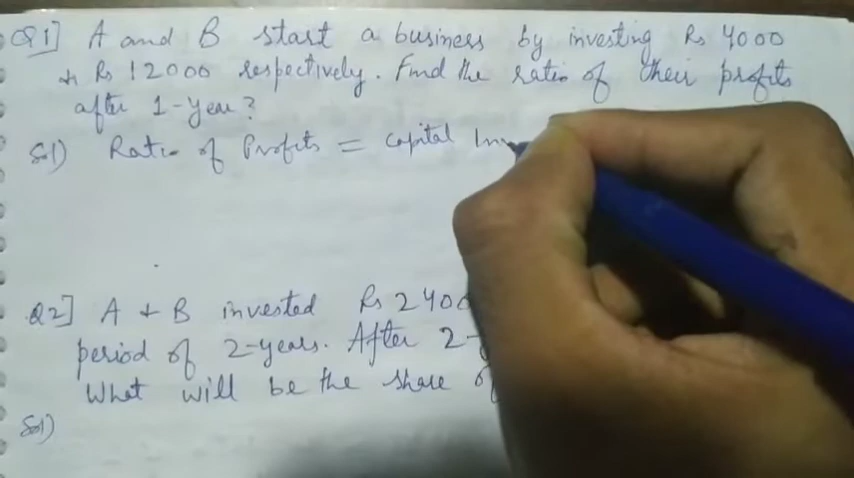 Q1] A and B start a business by investing Rs 4000
+ Rs 12000 respectively. Find the ratio of their profits
after 1-year?
Sol) Ratio of Profits = capital Inv
Q2] A + B invested Rs 2400
period of 2-years. After 2-
What will be the share of
Sol)